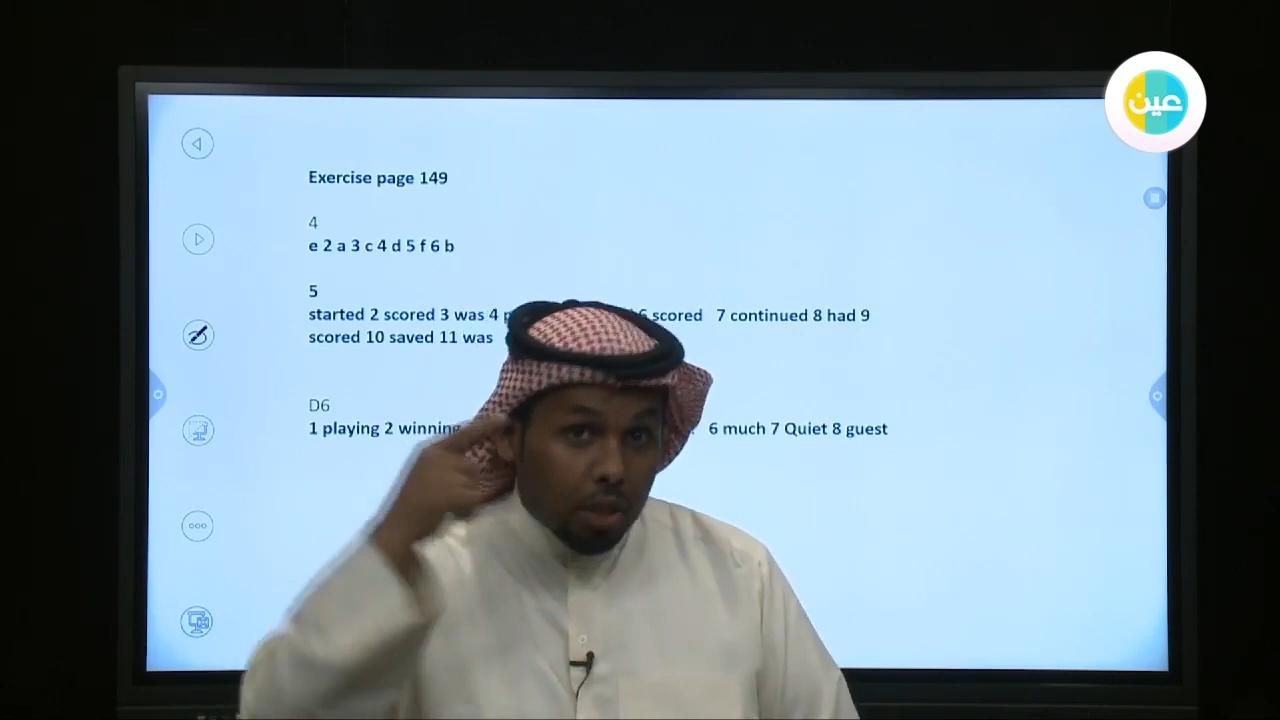 عين
Exercise page 149
4
e 2 a 3 c 4 d 5 f 6 b
5
started 2 scored 3 was 4 6 scored 7 continued 8 had 9
scored 10 saved 11 was
D6
1 playing 2 winning 6 much 7 Quiet 8 guest